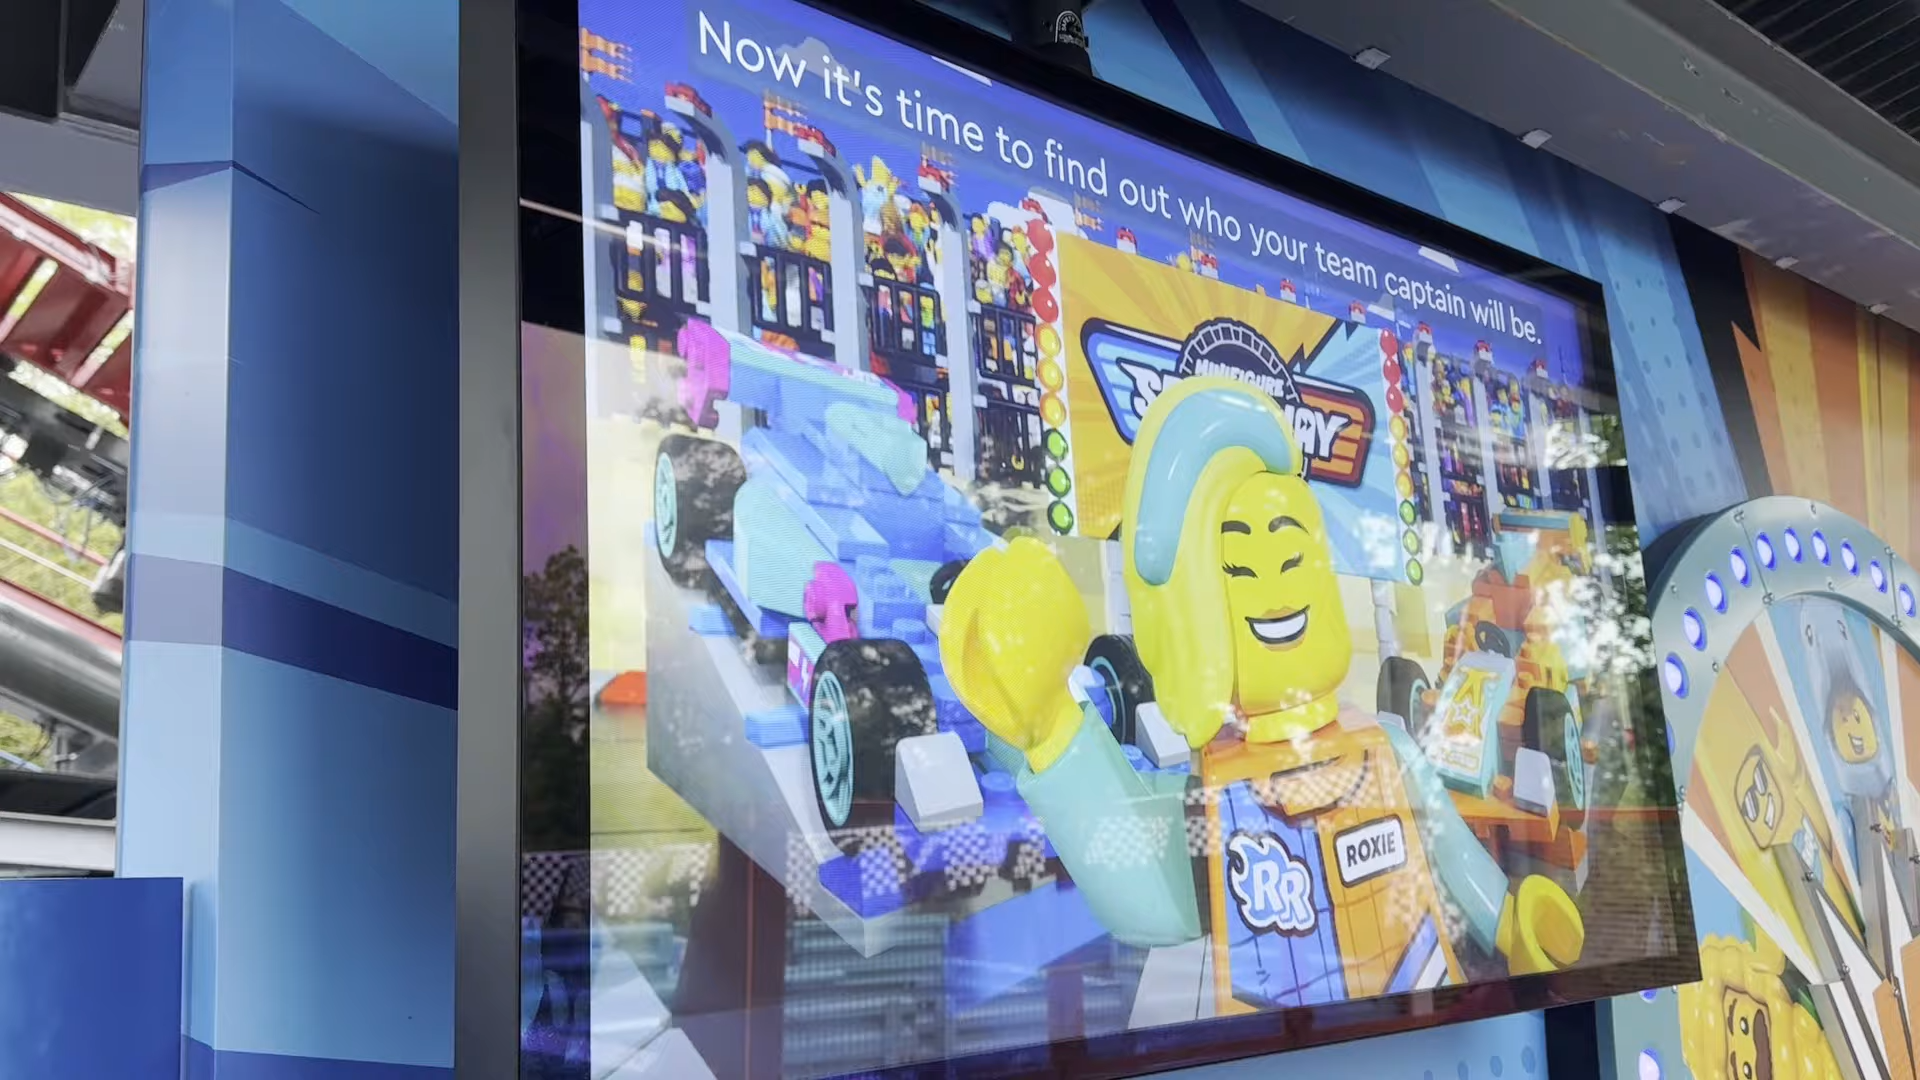 Now it's time to find out who your team captain will be.
MINIFIGURE
ROXIE
RR